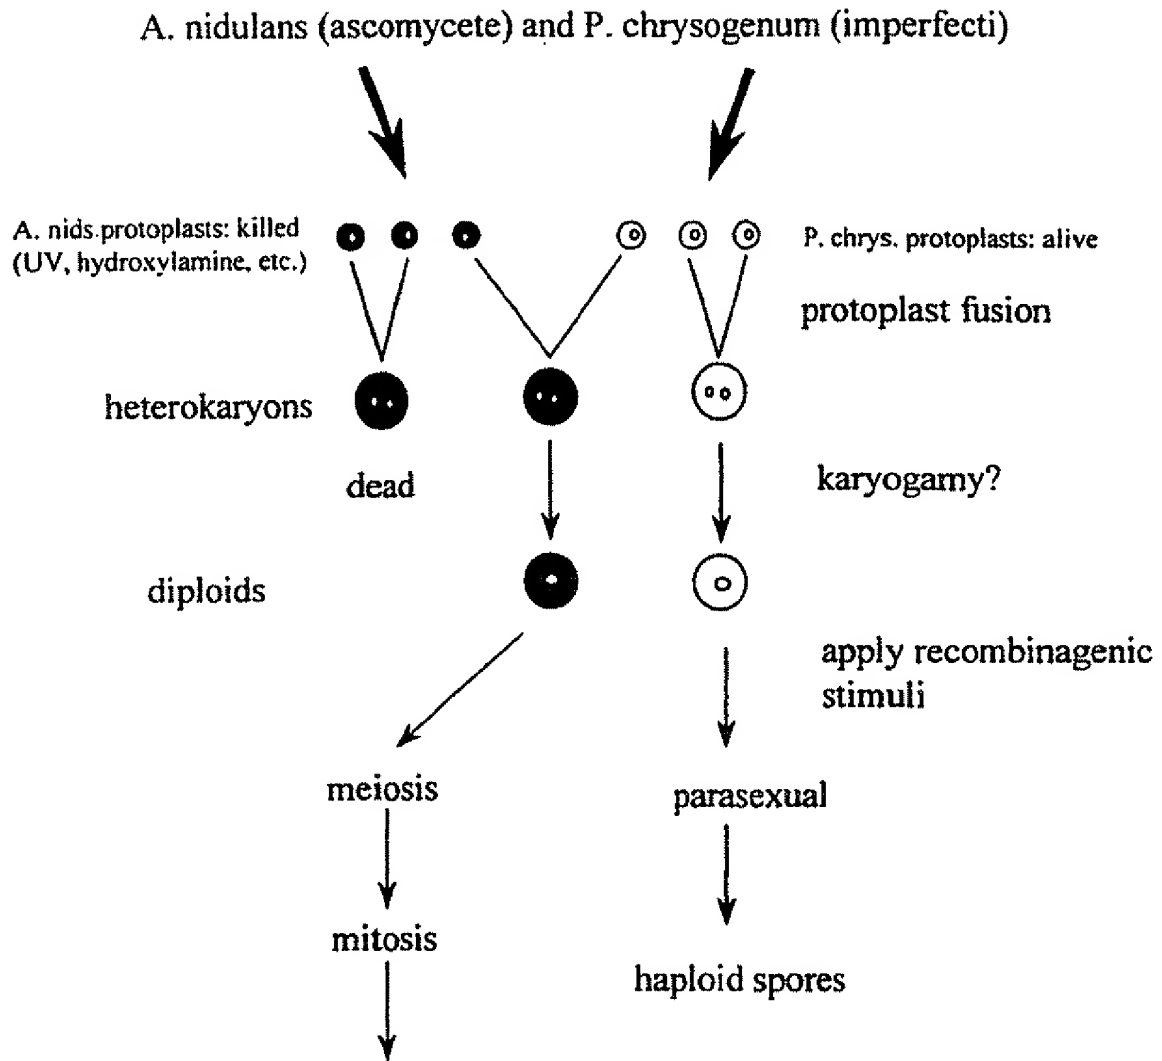 A. nidulans (ascomycete) and P. chrysogenum (imperfecti)
A. nids.protoplasts: killed
(UV, hydroxylamine, etc.)
P. chrys. protoplasts: alive
protoplast fusion
heterokaryons
dead
karyogamy?
diploids
apply recombinagenic
stimuli
meiosis
parasexual
mitosis
haploid spores